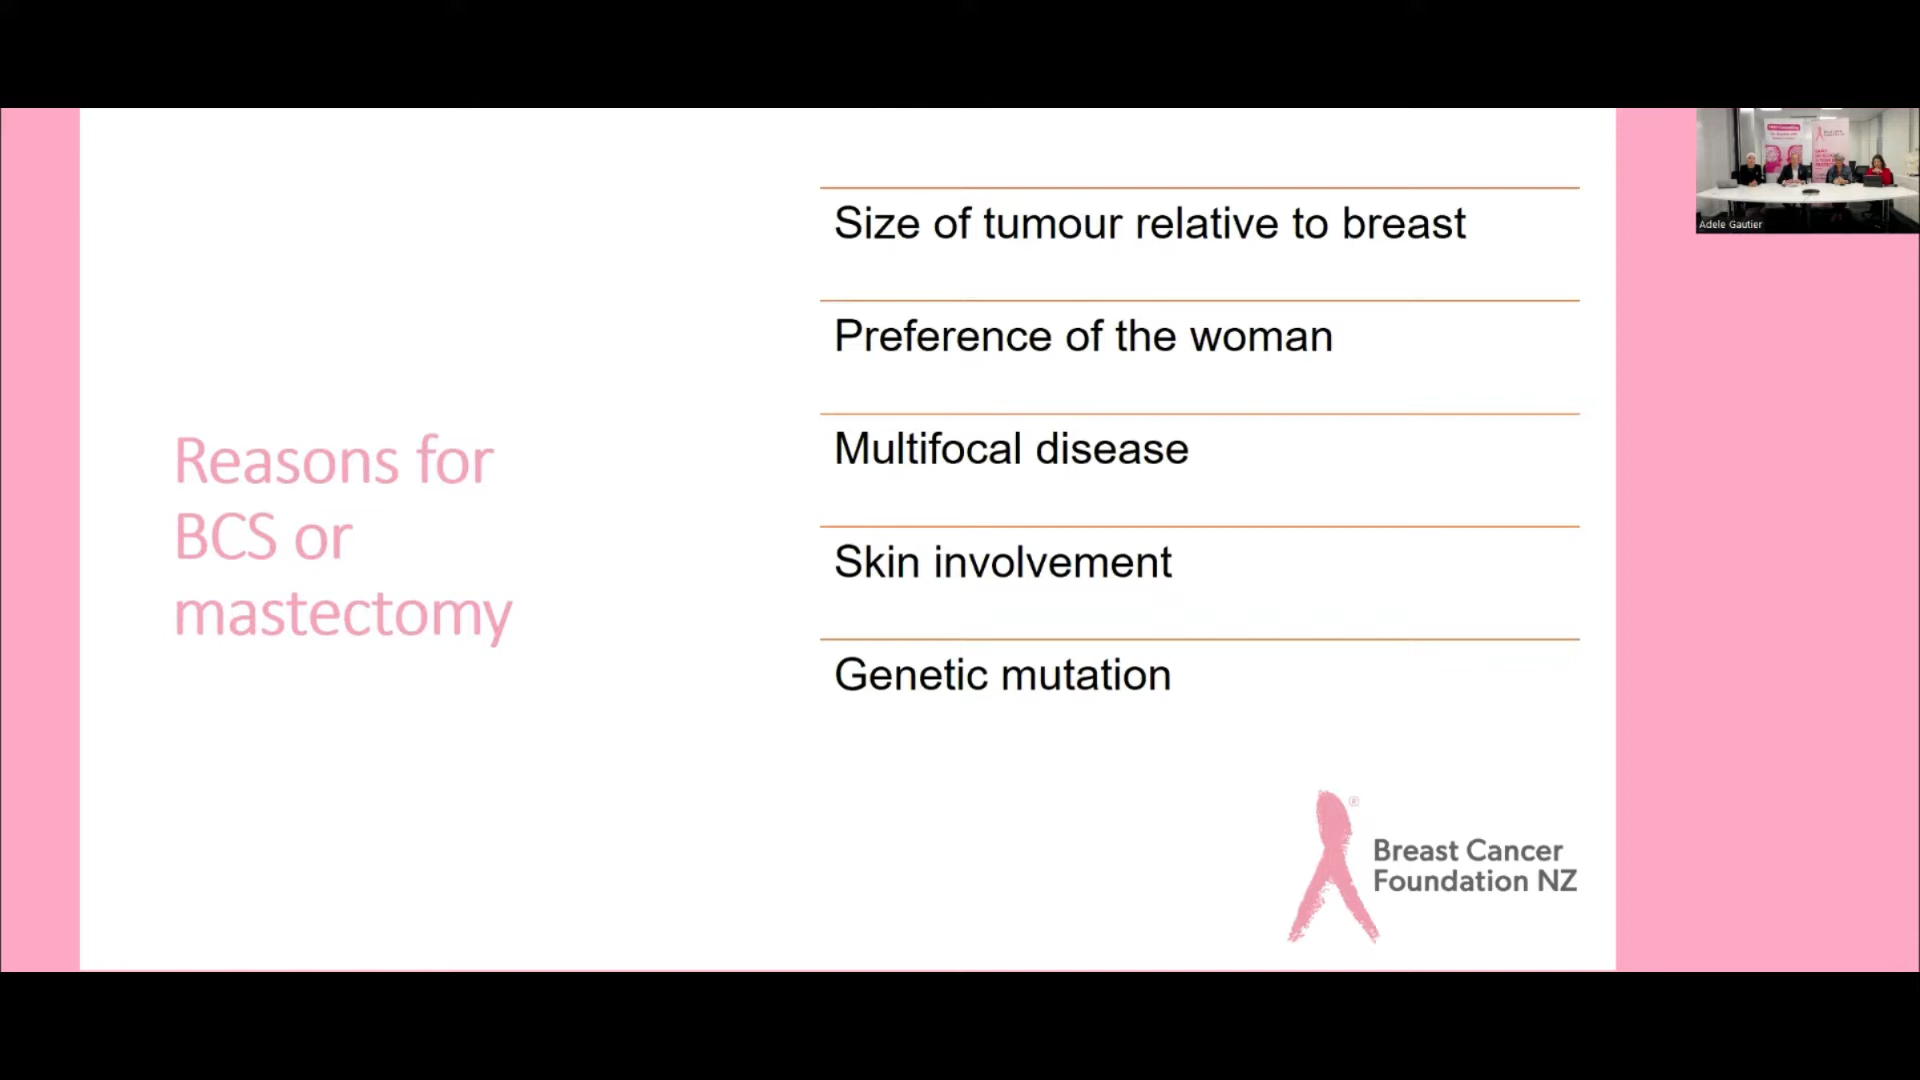 Reasons for
BCS or
mastectomy
Size of tumour relative to breast
Preference of the woman
Multifocal disease
Skin involvement
Genetic mutation
®
Breast Cancer
Foundation NZ
Adele Gautier